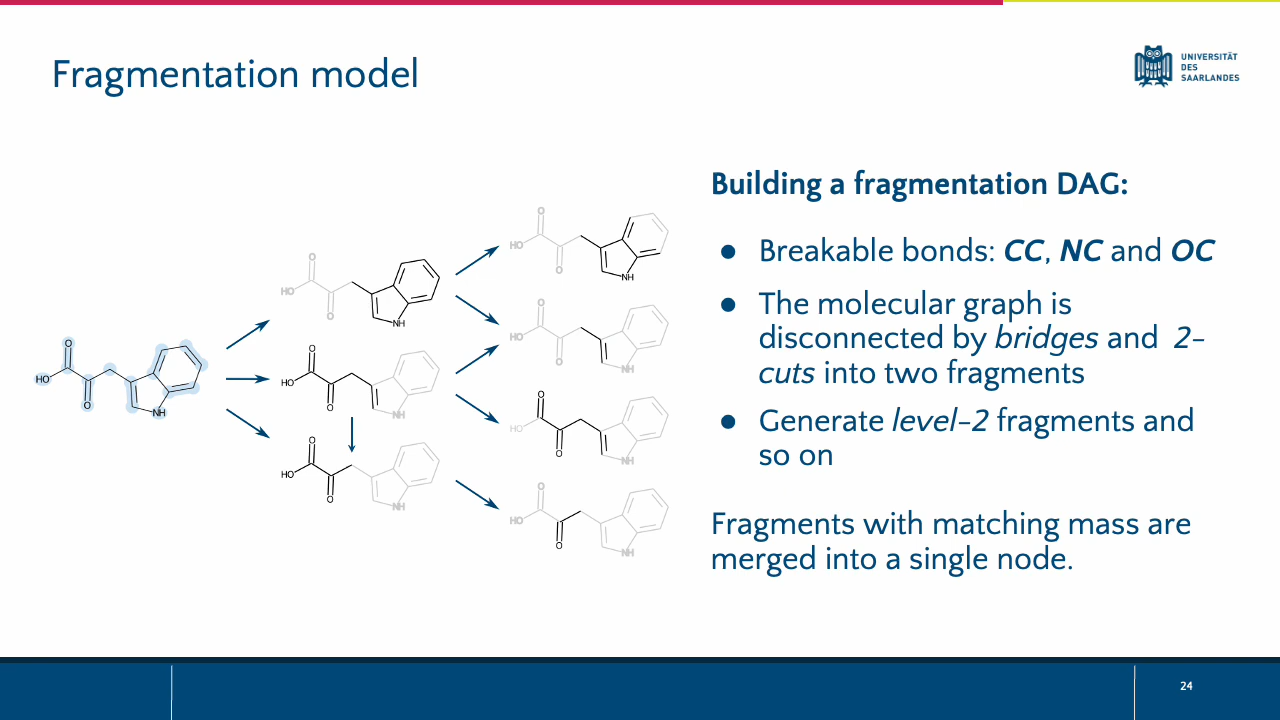 Fragmentation model
UNIVERSITÄT
DES
SAARLANDES
Building a fragmentation DAG:
● Breakable bonds: CC, NC and OC
● The molecular graph is
disconnected by bridges and 2-
cuts into two fragments
● Generate level-2 fragments and
so on
Fragments with matching mass are
merged into a single node.
O
HO
O
NH
O
HO
O
NH
O
HO
O
NH
O
HO
O
NH
O
HO
O
NH
O
HO
O
NH
O
HO
O
NH
O
HO
O
NH
24